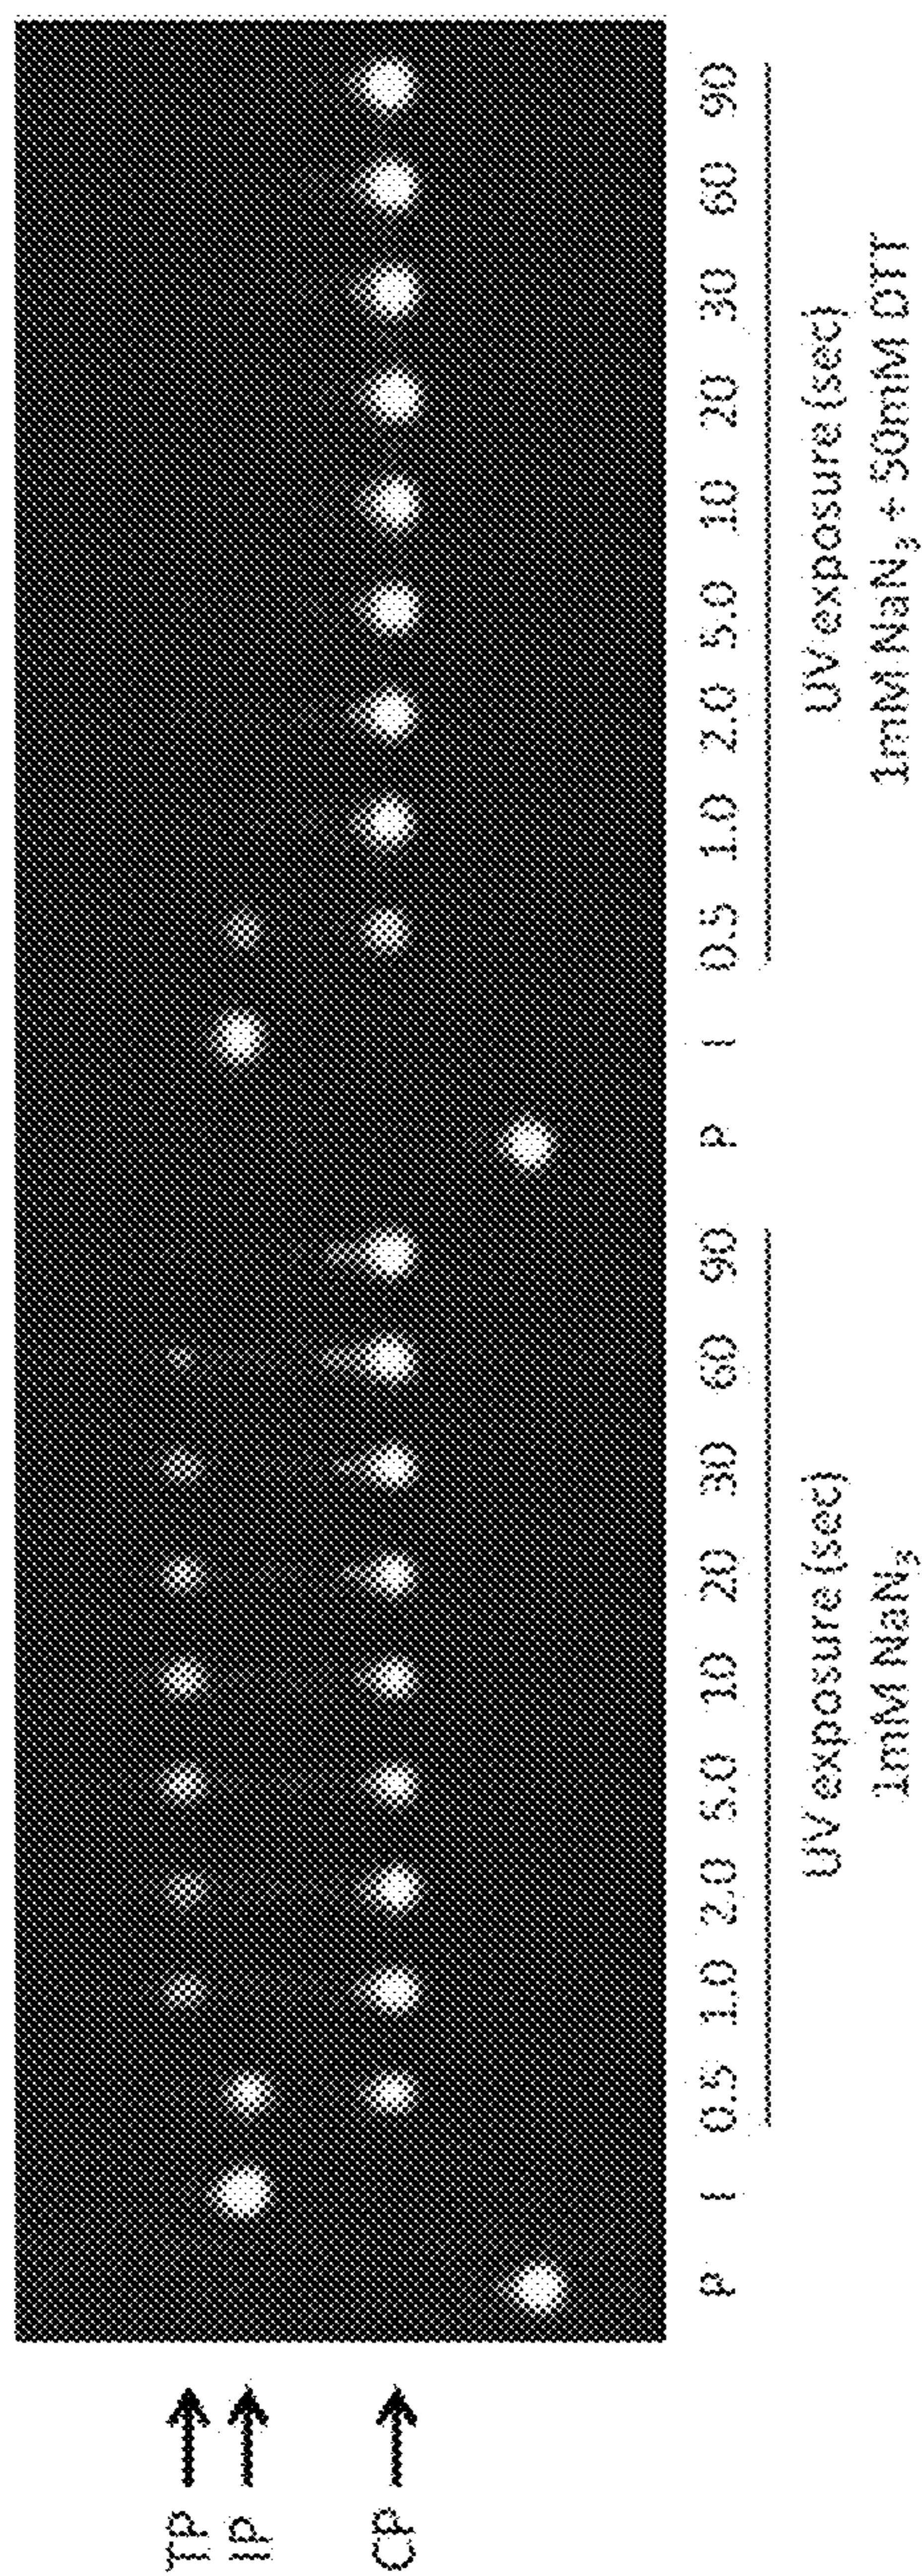 TP
IP
CP
P I 0.5 1.0 2.0 5.0 10 20 30 60 90 P I 0.5 1.0 2.0 5.0 10 20 30 60 90
UV exposure (sec) UV exposure (sec)
1mM NaN₃ 1mM NaN₃ + 50mM DTT